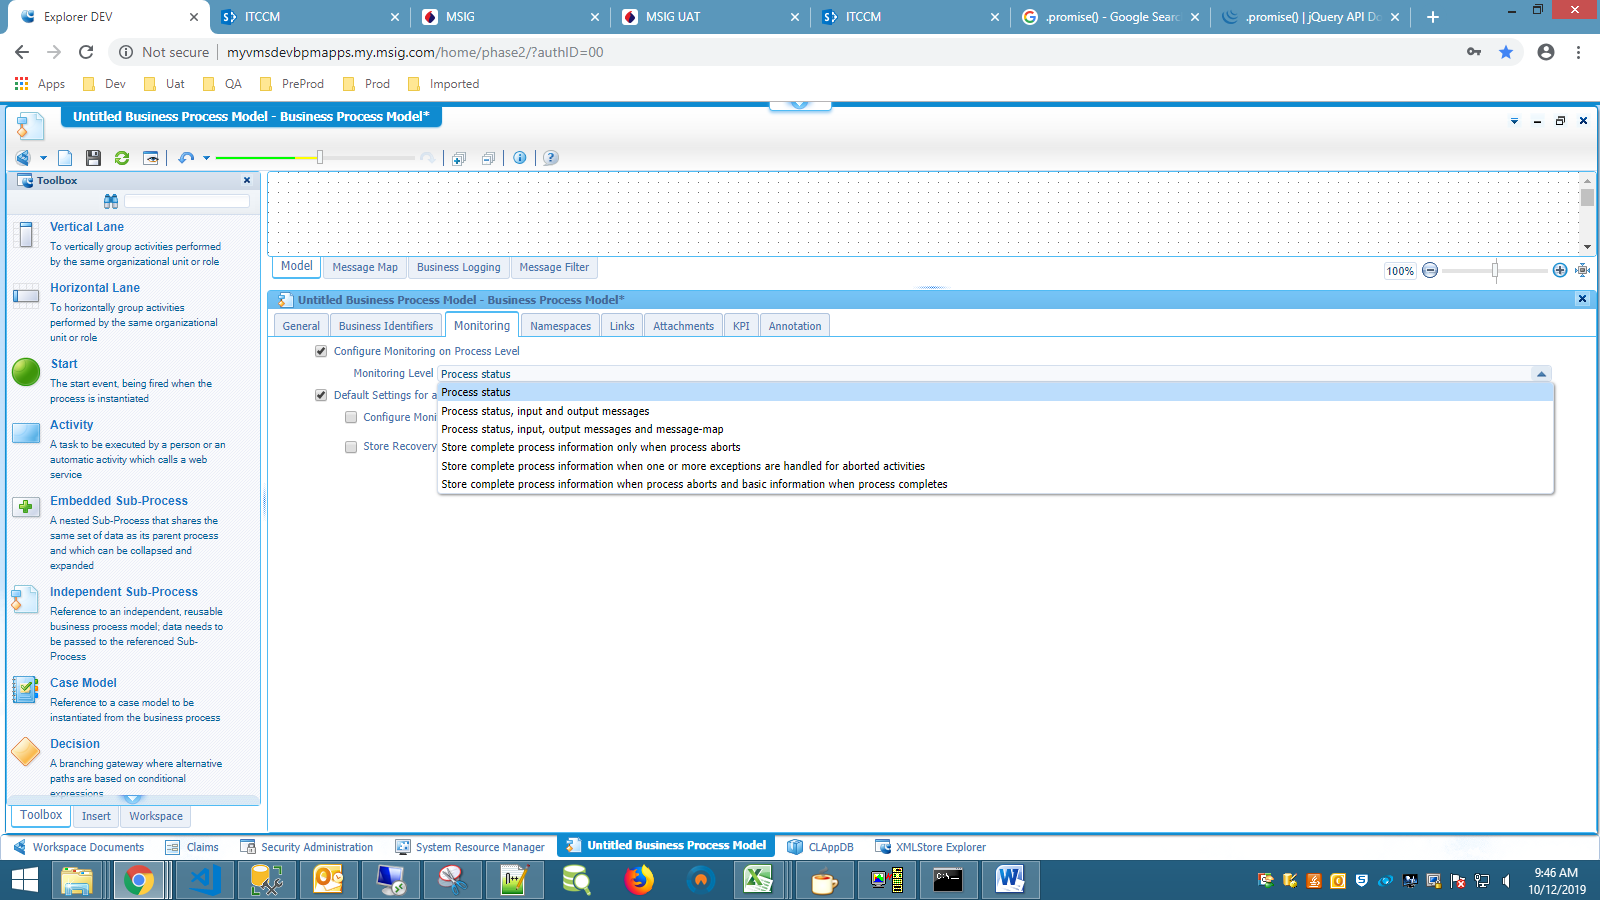 Explorer DEV
ITCCM
MSIG
MSIG UAT
ITCCM
.promise() - Google Searc
.promise() | jQuery API Do
Not secure
myvmsdevbpmapps.my.msig.com/home/phase2/?authID=00
Apps
Dev
Uat
QA
PreProd
Prod
Imported
Untitled Business Process Model - Business Process Model*
Toolbox
Vertical Lane
To vertically group activities performed
by the same organizational unit or role
Horizontal Lane
To horizontally group activities
performed by the same organizational
unit or role
Start
The start event, being fired when the
process is instantiated
Activity
A task to be executed by a person or an
automatic activity which calls a web
service
Embedded Sub-Process
A nested Sub-Process that shares the
same set of data as its parent process
and which can be collapsed and
expanded
Independent Sub-Process
Reference to an independent, reusable
business process model; data needs to
be passed to the referenced Sub-
Process
Case Model
Reference to a case model to be
instantiated from the business process
Decision
A branching gateway where alternative
paths are based on conditional
expressions
Toolbox
Insert
Workspace
Model
Message Map
Business Logging
Message Filter
100%
Untitled Business Process Model - Business Process Model*
General
Business Identifiers
Monitoring
Namespaces
Links
Attachments
KPI
Annotation
Configure Monitoring on Process Level
Monitoring Level
Process status
Default Settings for a
Configure Moni
Store Recovery
Process status
Process status, input and output messages
Process status, input, output messages and message-map
Store complete process information only when process aborts
Store complete process information when one or more exceptions are handled for aborted activities
Store complete process information when process aborts and basic information when process completes
Workspace Documents
Claims
Security Administration
System Resource Manager
Untitled Business Process Model
CLAppDB
XMLStore Explorer
9:46 AM
10/12/2019